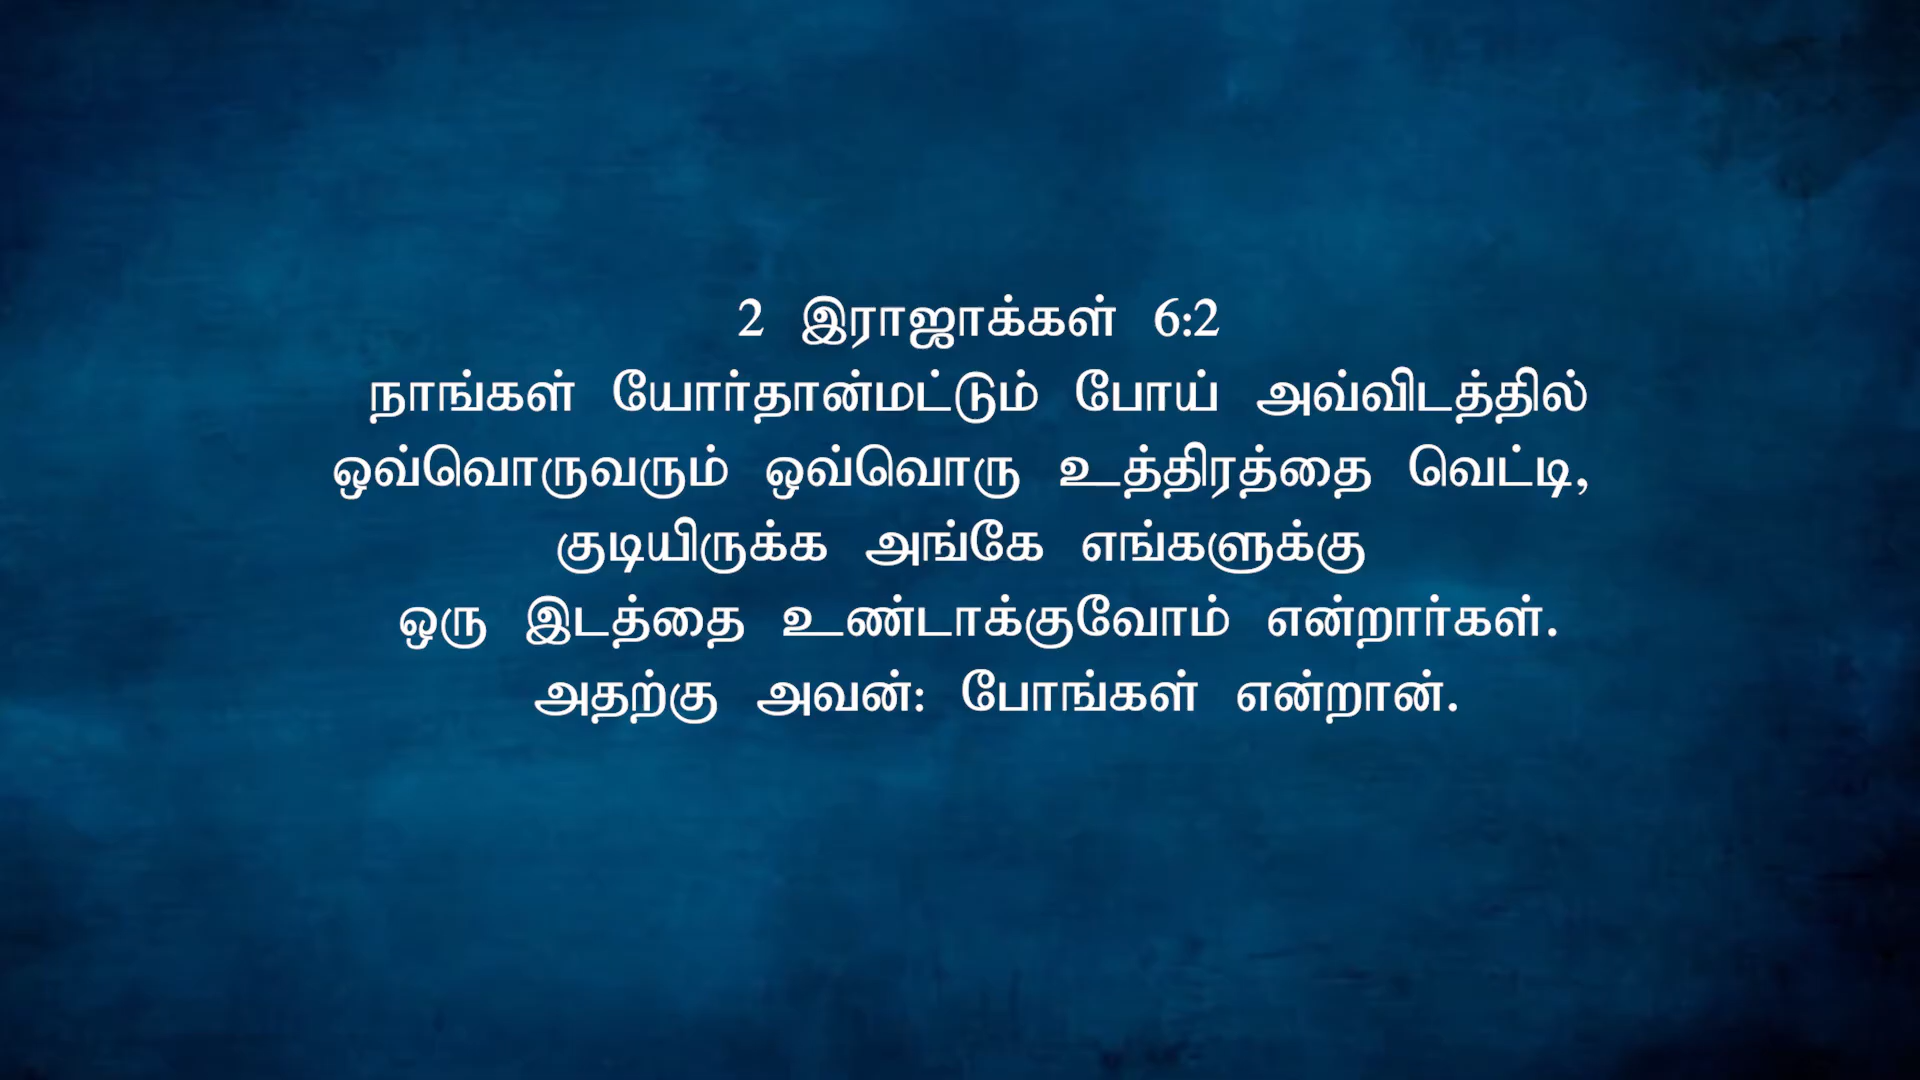 2 இராஜாக்கள் 6:2
நாங்கள் யோர்தான்மட்டும் போய் அவ்விடத்தில்
ஒவ்வொருவரும் ஒவ்வொரு உத்திரத்தை வெட்டி,
குடியிருக்க அங்கே எங்களுக்கு
ஒரு இடத்தை உண்டாக்குவோம் என்றார்கள்.
அதற்கு அவன்: போங்கள் என்றான்.